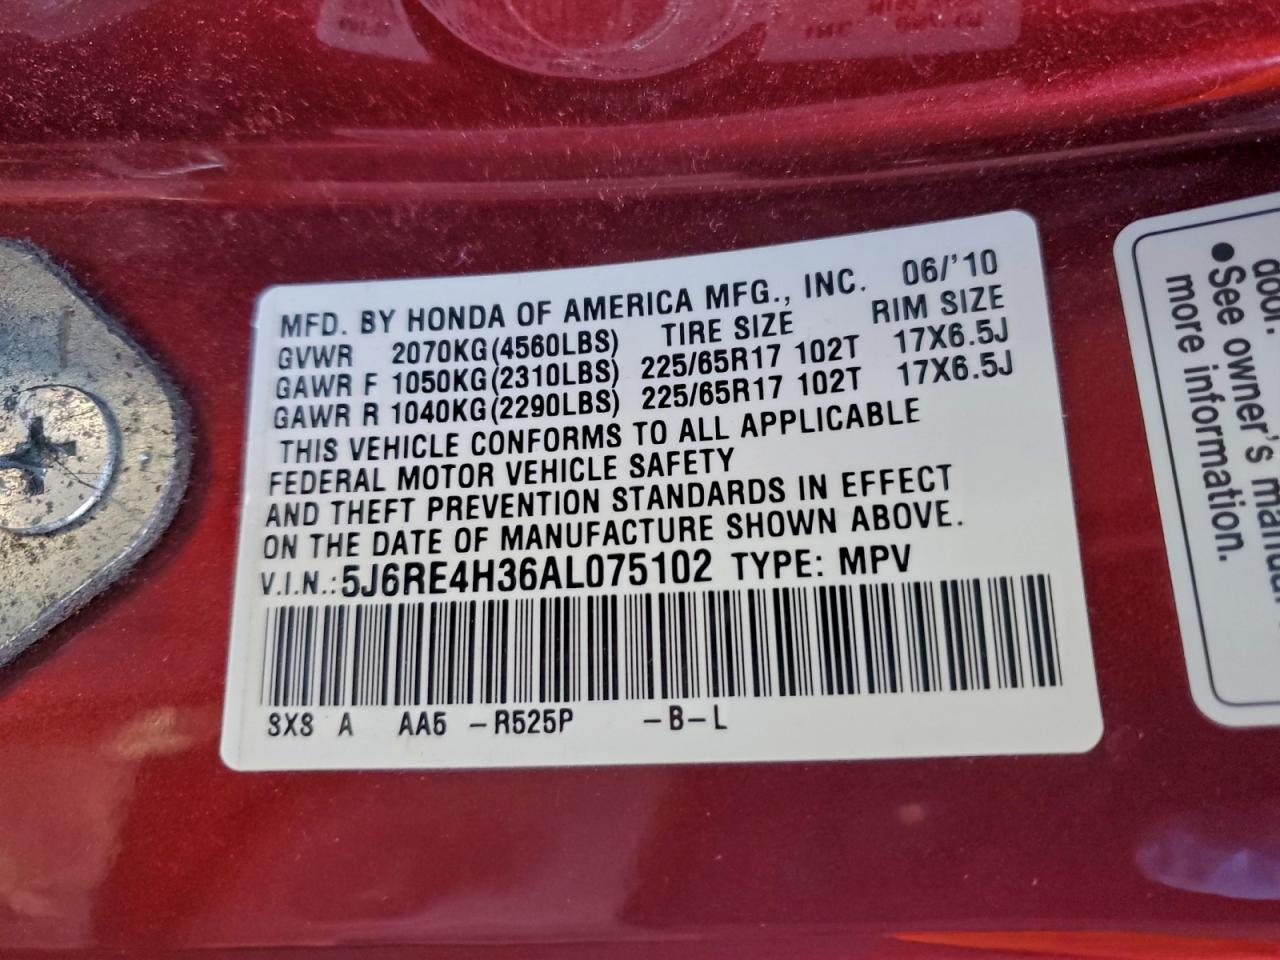 MFD. BY HONDA OF AMERICA MFG., INC. 06/'10
GVWR 2070KG(4560LBS) TIRE SIZE RIM SIZE
GAWR F 1050KG(2310LBS) 225/65R17 102T 17X6.5J
GAWR R 1040KG(2290LBS) 225/65R17 102T 17X6.5J
THIS VEHICLE CONFORMS TO ALL APPLICABLE
FEDERAL MOTOR VEHICLE SAFETY
AND THEFT PREVENTION STANDARDS IN EFFECT
ON THE DATE OF MANUFACTURE SHOWN ABOVE.
V.I.N.: 5J6RE4H36AL075102 TYPE: MPV
SXS A AA5 -R525P -B-L
door.
•See owner's manual
more information.